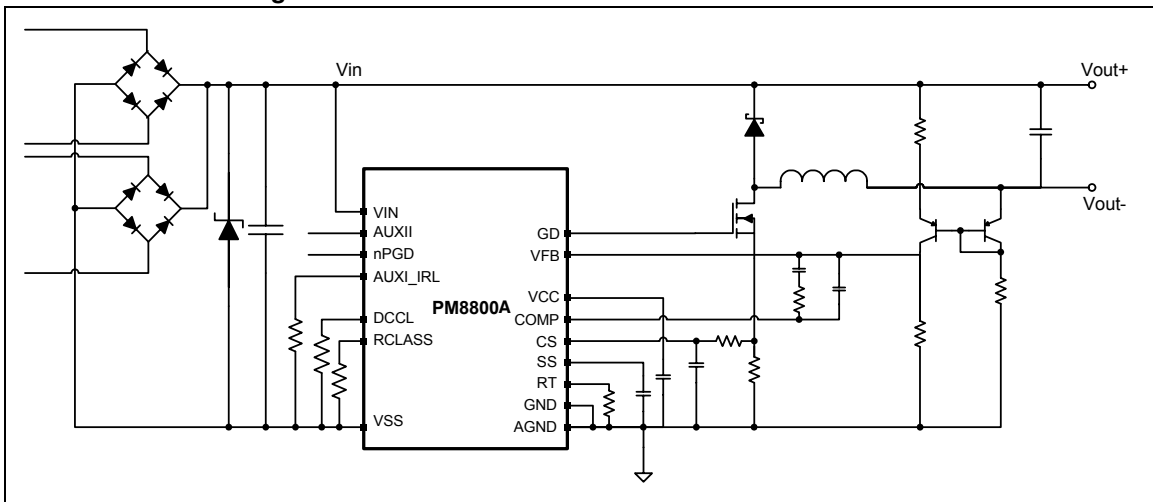 g
Vin
Vout+
Vout-
VIN
AUXII
nPGD
AUXI_IRL
DCCL
RCLASS
VSS
PM8800A
GD
VFB
VCC
COMP
CS
SS
RT
GND
AGND